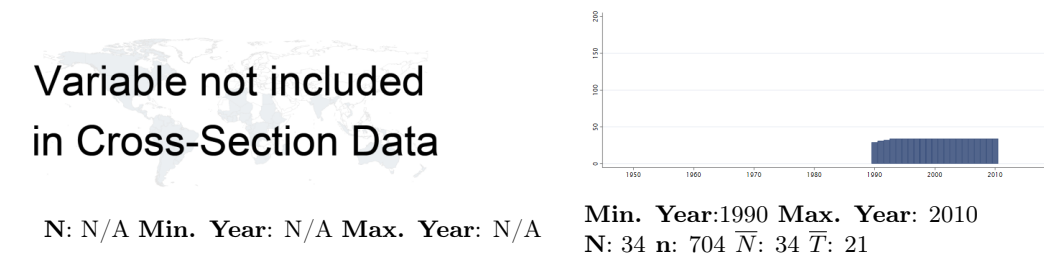 Variable not included
in Cross-Section Data
N: N/A Min. Year: N/A Max. Year: N/A
200
150
100
50
0
1950 1960 1970 1980 1990 2000 2010
Min. Year:1990 Max. Year: 2010
N: 34 n: 704 N̅: 34 T̅: 21